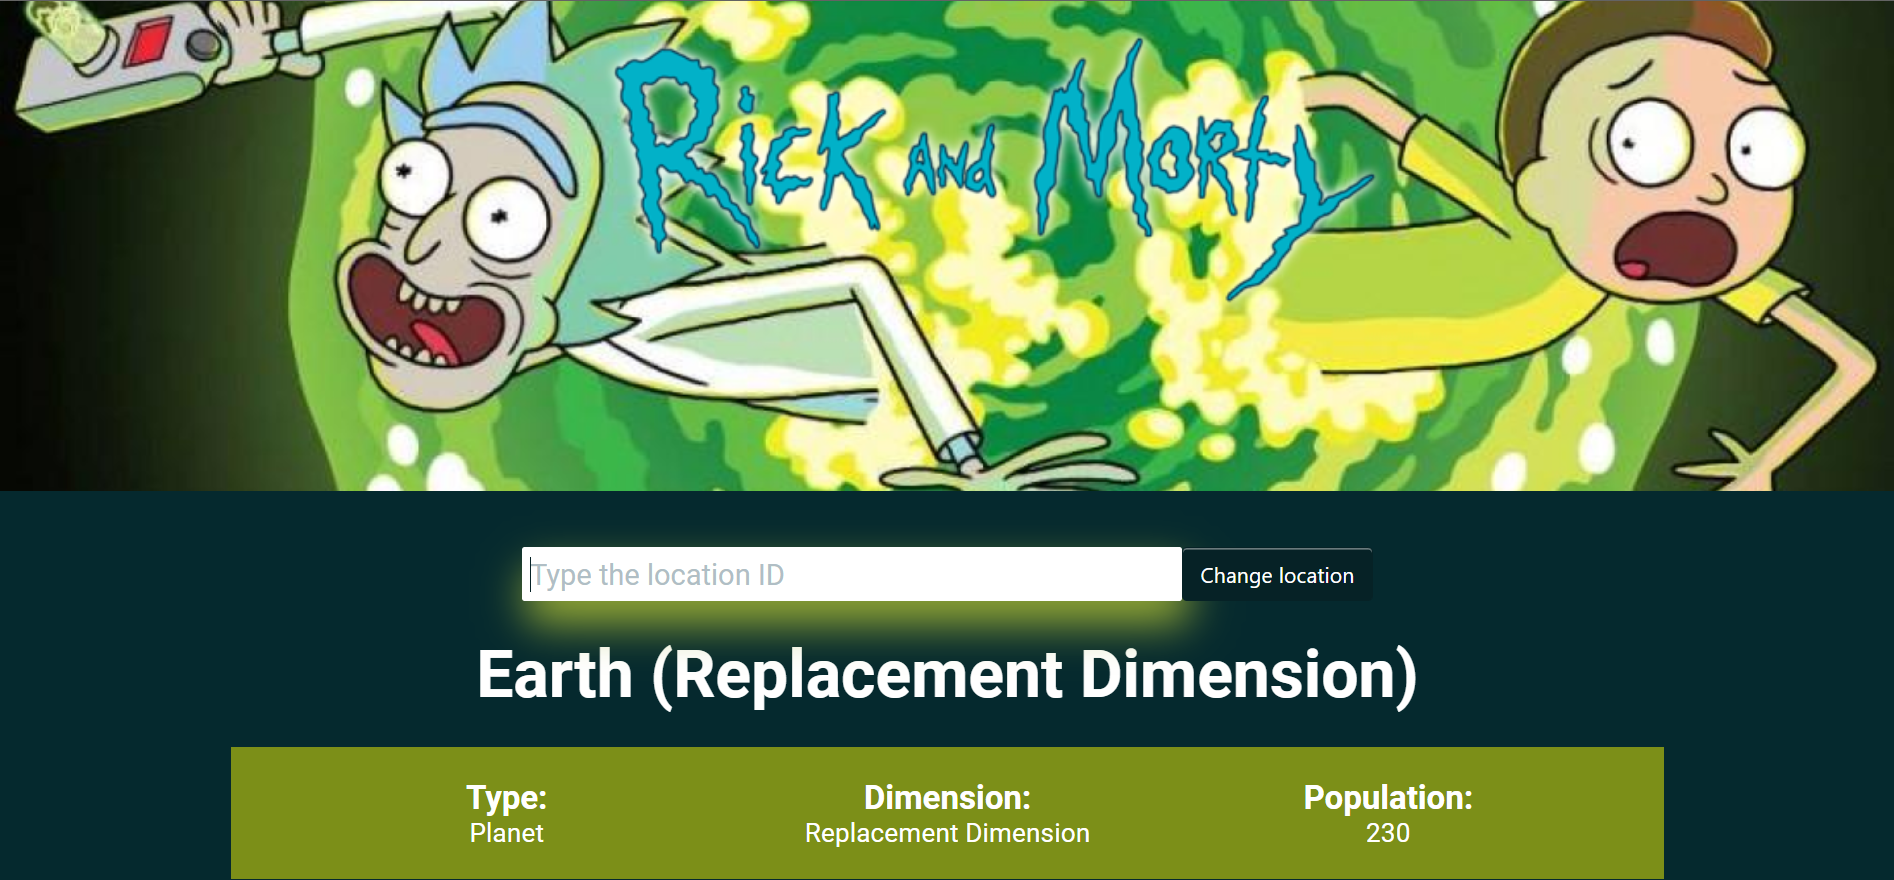 Rick and Morty
Type the location ID
Change location
Earth (Replacement Dimension)
Type:
Planet
Dimension:
Replacement Dimension
Population:
230